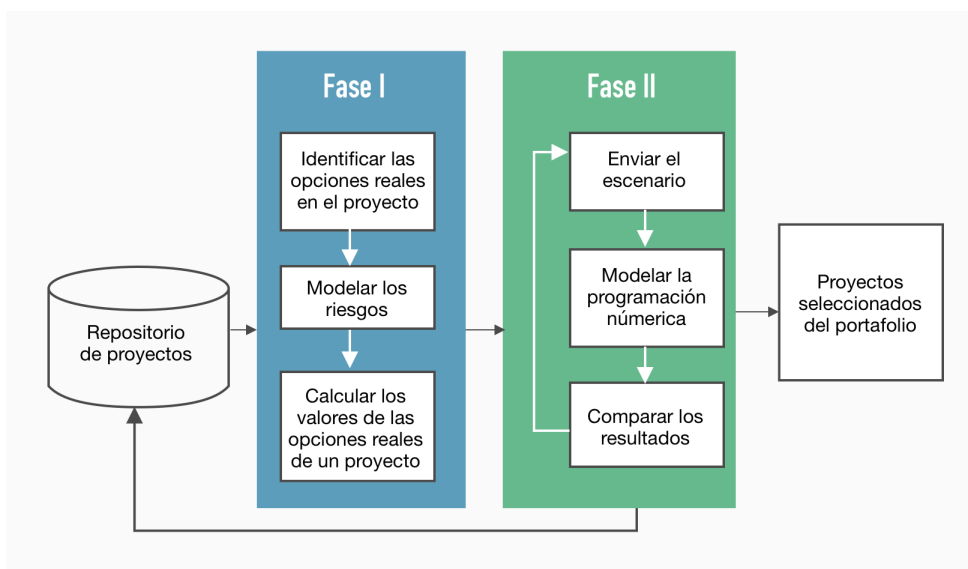 Fase I
Identificar las
opciones reales
en el proyecto
Modelar los
riesgos
Calcular los
valores de las
opciones reales
de un proyecto
Fase II
Enviar el
escenario
Modelar la
programación
númerica
Comparar los
resultados
Repositorio
de proyectos
Proyectos
seleccionados
del portafolio